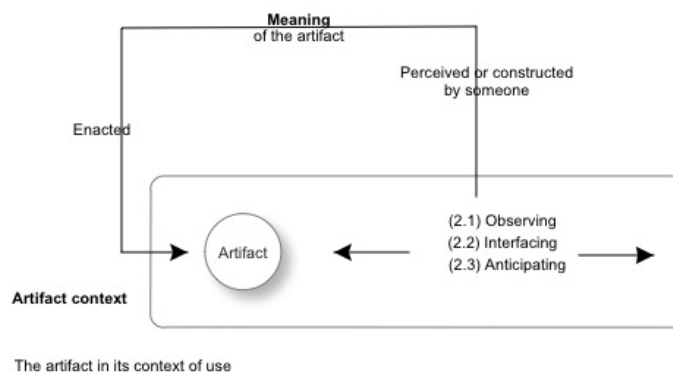 Meaning
of the artifact
Perceived or constructed
by someone
Enacted
(2.1) Observing
(2.2) Interfacing
(2.3) Anticipating
Artifact
Artifact context
The artifact in its context of use